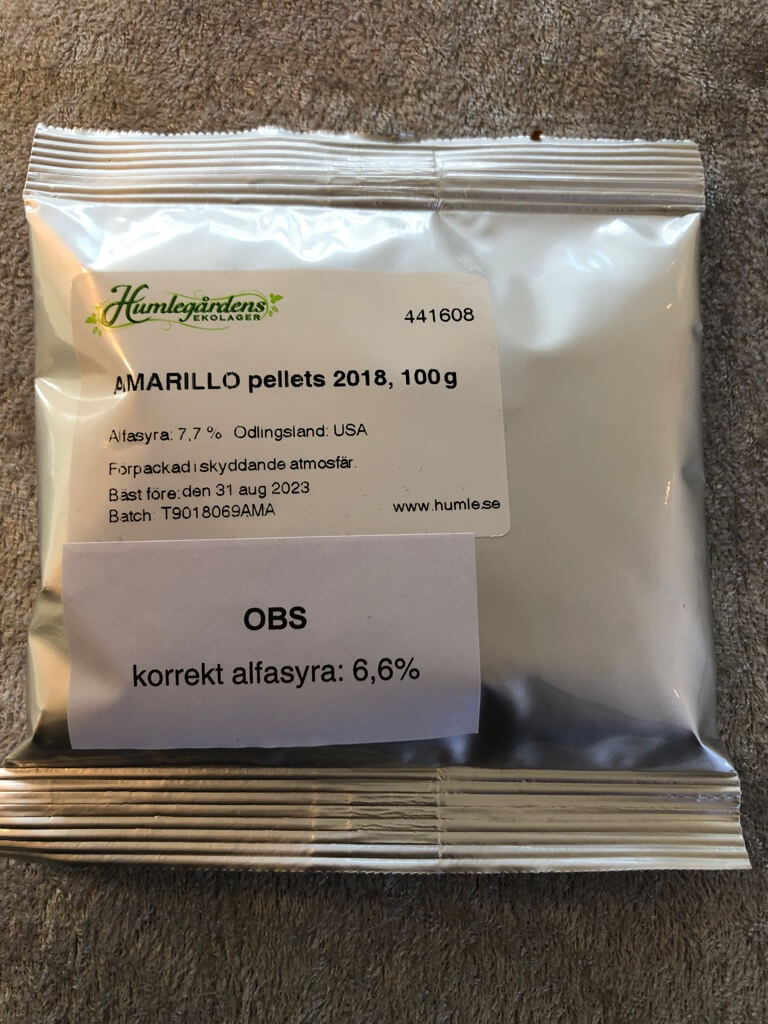 Humlegårdens
EKOLAGER
441608
AMARILLO pellets 2018, 100g
Alfasyra: 7,7 % Odlingsland: USA
Förpackad i skyddande atmosfär.
Bäst före: den 31 aug 2023
Batch: T9018069AMA
www.humle.se
OBS
korrekt alfasyra: 6,6%